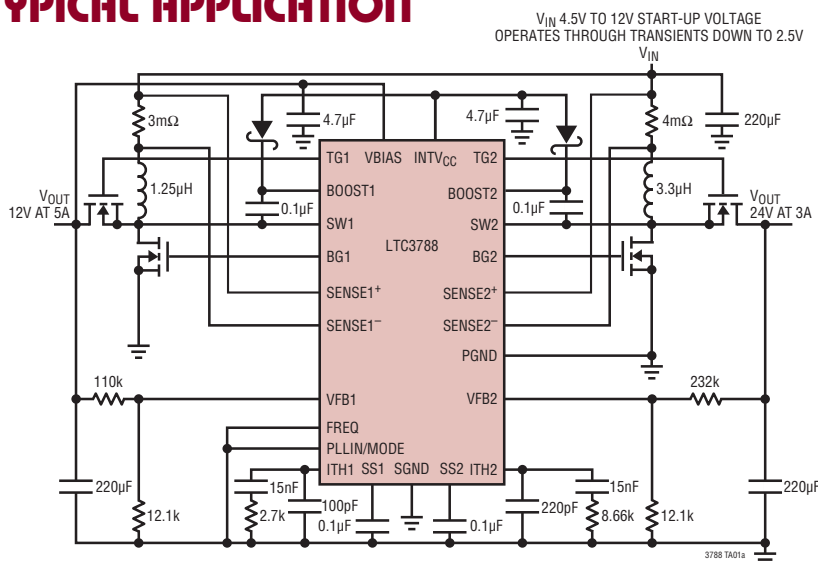 TYPICAL APPLICATION
VIN 4.5V TO 12V START-UP VOLTAGE
OPERATES THROUGH TRANSIENTS DOWN TO 2.5V
VIN
3mΩ
4.7µF
4.7µF
4mΩ
220µF
TG1 VBIAS INTVCC TG2
VOUT
12V AT 5A
1.25µH
BOOST1
BOOST2
3.3µH
VOUT
24V AT 3A
0.1µF
0.1µF
SW1
SW2
LTC3788
BG1
BG2
SENSE1+
SENSE2+
SENSE1–
SENSE2–
PGND
110k
232k
VFB1
VFB2
FREQ
PLLIN/MODE
ITH1 SS1 SGND SS2 ITH2
220µF
15nF
15nF
220µF
100pF
220pF
12.1k
2.7k
8.66k
12.1k
0.1µF
0.1µF
3788 TA01a